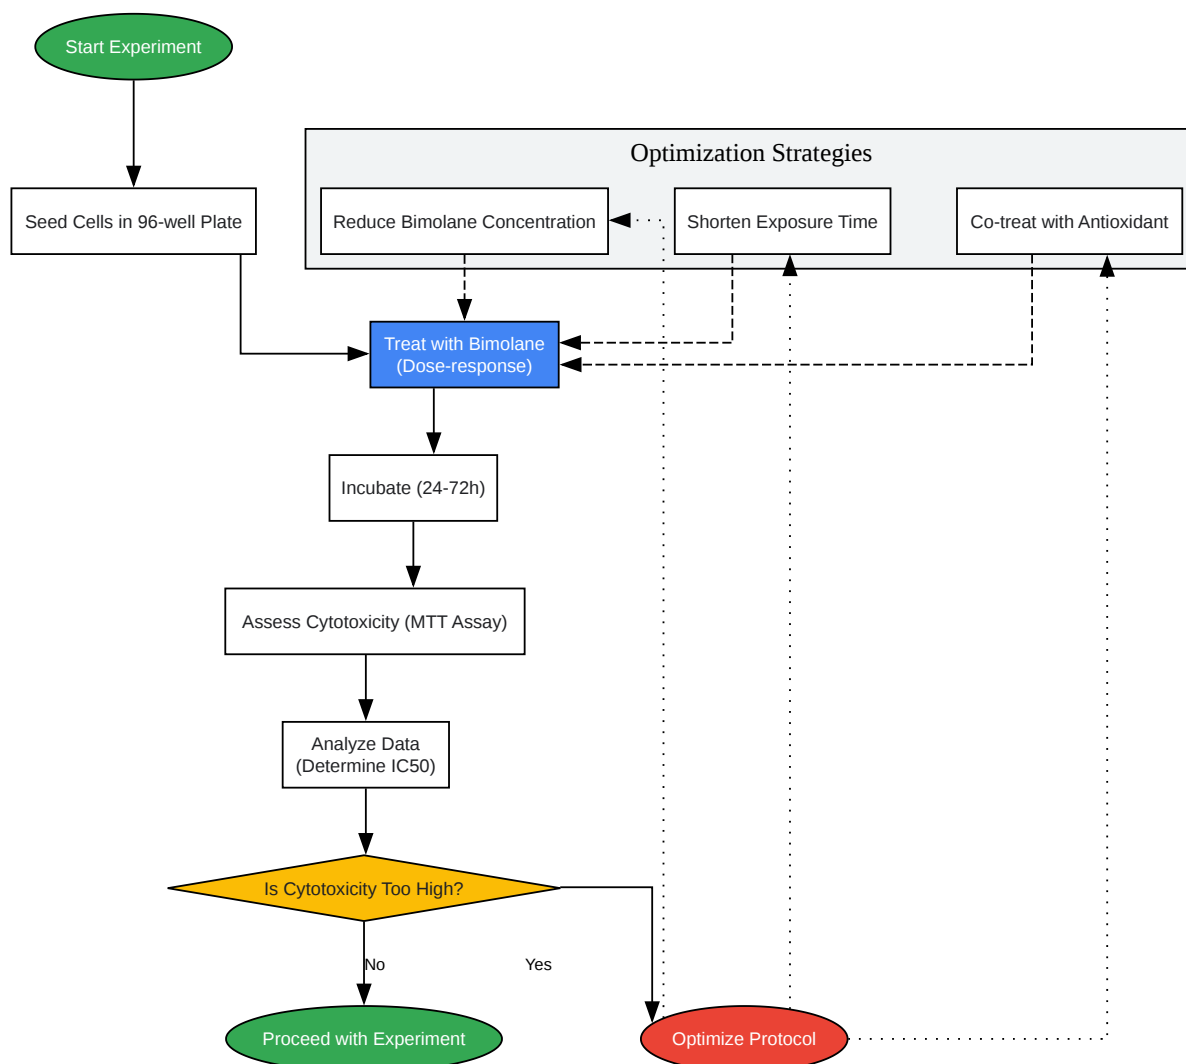 Start Experiment
Optimization Strategies
Seed Cells in 96-well Plate
Reduce Bimolane Concentration
Shorten Exposure Time
Co-treat with Antioxidant
Treat with Bimolane
(Dose-response)
Incubate (24-72h)
Assess Cytotoxicity (MTT Assay)
Analyze Data
(Determine IC50)
Is Cytotoxicity Too High?
No
Yes
Proceed with Experiment
Optimize Protocol